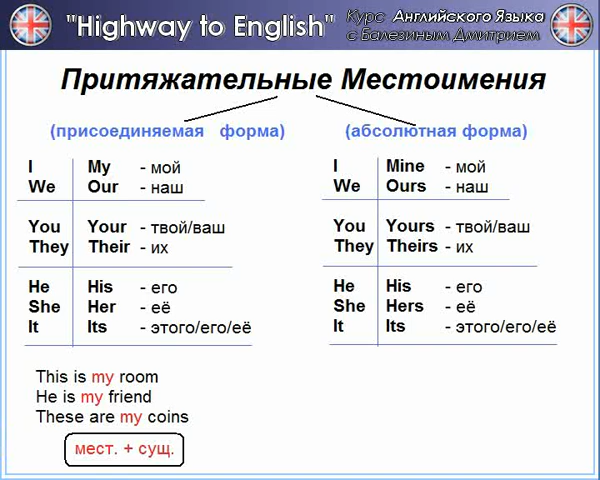 "Highway to English"
Курс Английского Языка
с Балезиным Дмитрием
Притяжательные Местоимения
(присоединяемая форма)
I My - мой
We Our - наш
You Your - твой/ваш
They Their - их
He His - его
She Her - её
It Its - этого/его/её
(абсолютная форма)
I Mine - мой
We Ours - наш
You Yours - твой/ваш
They Theirs - их
He His - его
She Hers - её
It Its - этого/его/её
This is my room
He is my friend
These are my coins
мест. + сущ.